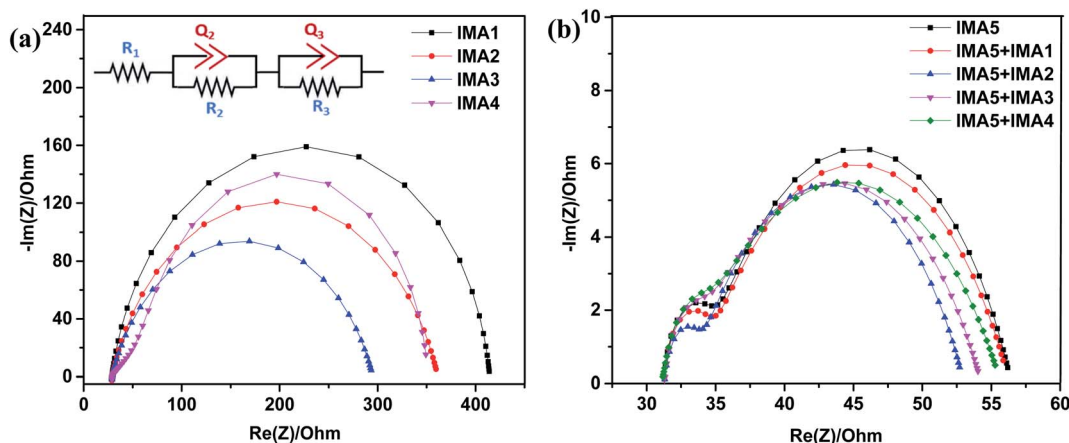 (a)
240
200
160
120
80
40
0
-Im(Z)/Ohm
0 100 200 300 400
Re(Z)/Ohm
R1
Q2
R2
Q3
R3
IMA1
IMA2
IMA3
IMA4
(b)
10
8
6
4
2
0
-Im(Z)/Ohm
30 35 40 45 50 55 60
Re(Z)/Ohm
IMA5
IMA5+IMA1
IMA5+IMA2
IMA5+IMA3
IMA5+IMA4